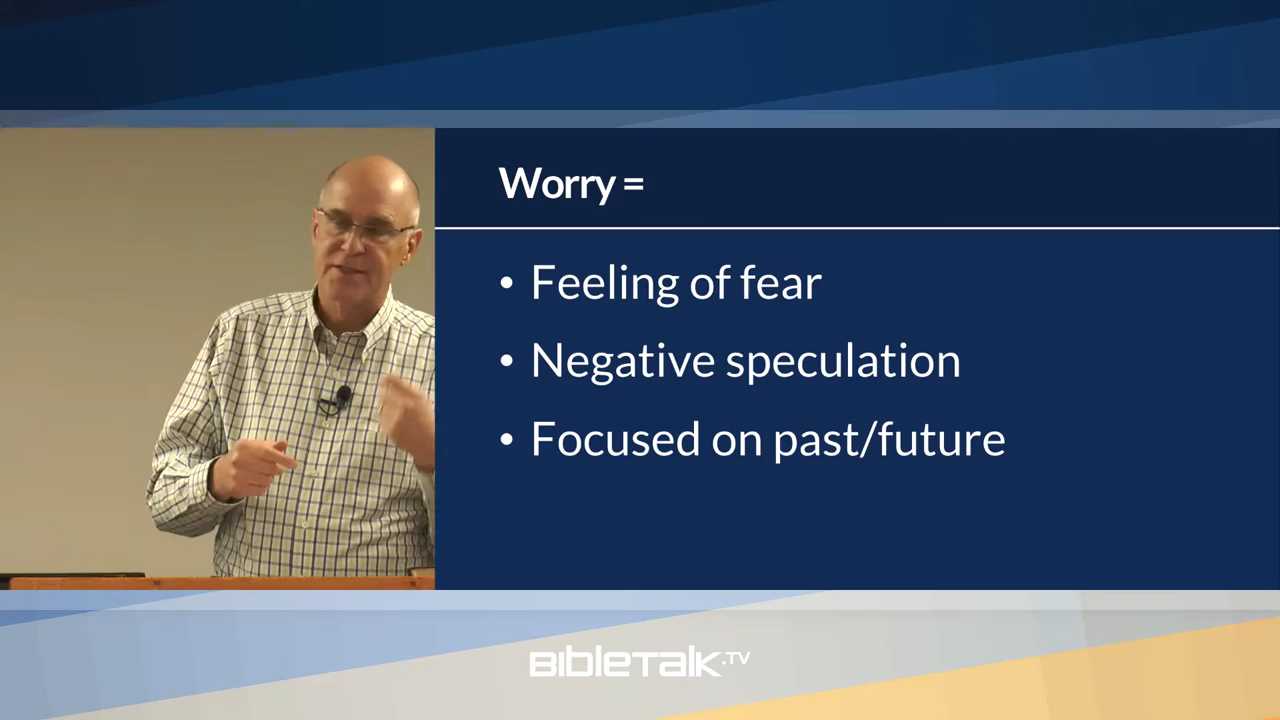 Worry =
• Feeling of fear
• Negative speculation
• Focused on past/future
BIBLETALK.TV